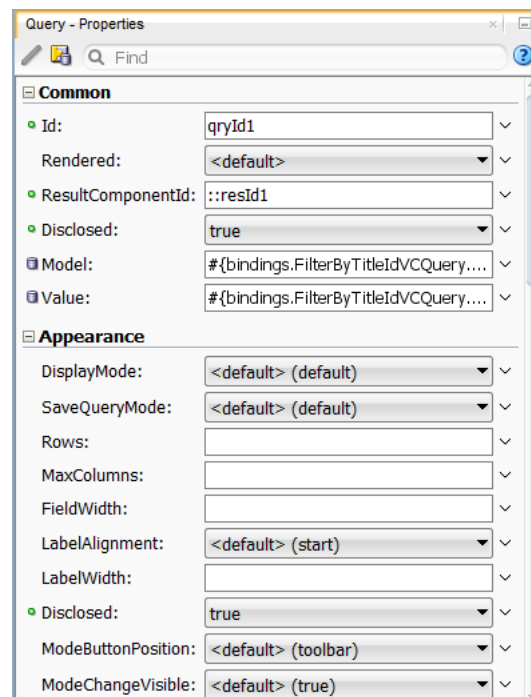 Query - Properties
Find
Common
Id: qryId1
Rendered: <default>
ResultComponentId: ::resId1
Disclosed: true
Model: #{bindings.FilterByTitleIdVCQuery....
Value: #{bindings.FilterByTitleIdVCQuery....
Appearance
DisplayMode: <default> (default)
SaveQueryMode: <default> (default)
Rows:
MaxColumns:
FieldWidth:
LabelAlignment: <default> (start)
LabelWidth:
Disclosed: true
ModeButtonPosition: <default> (toolbar)
ModeChangeVisible: <default> (true)